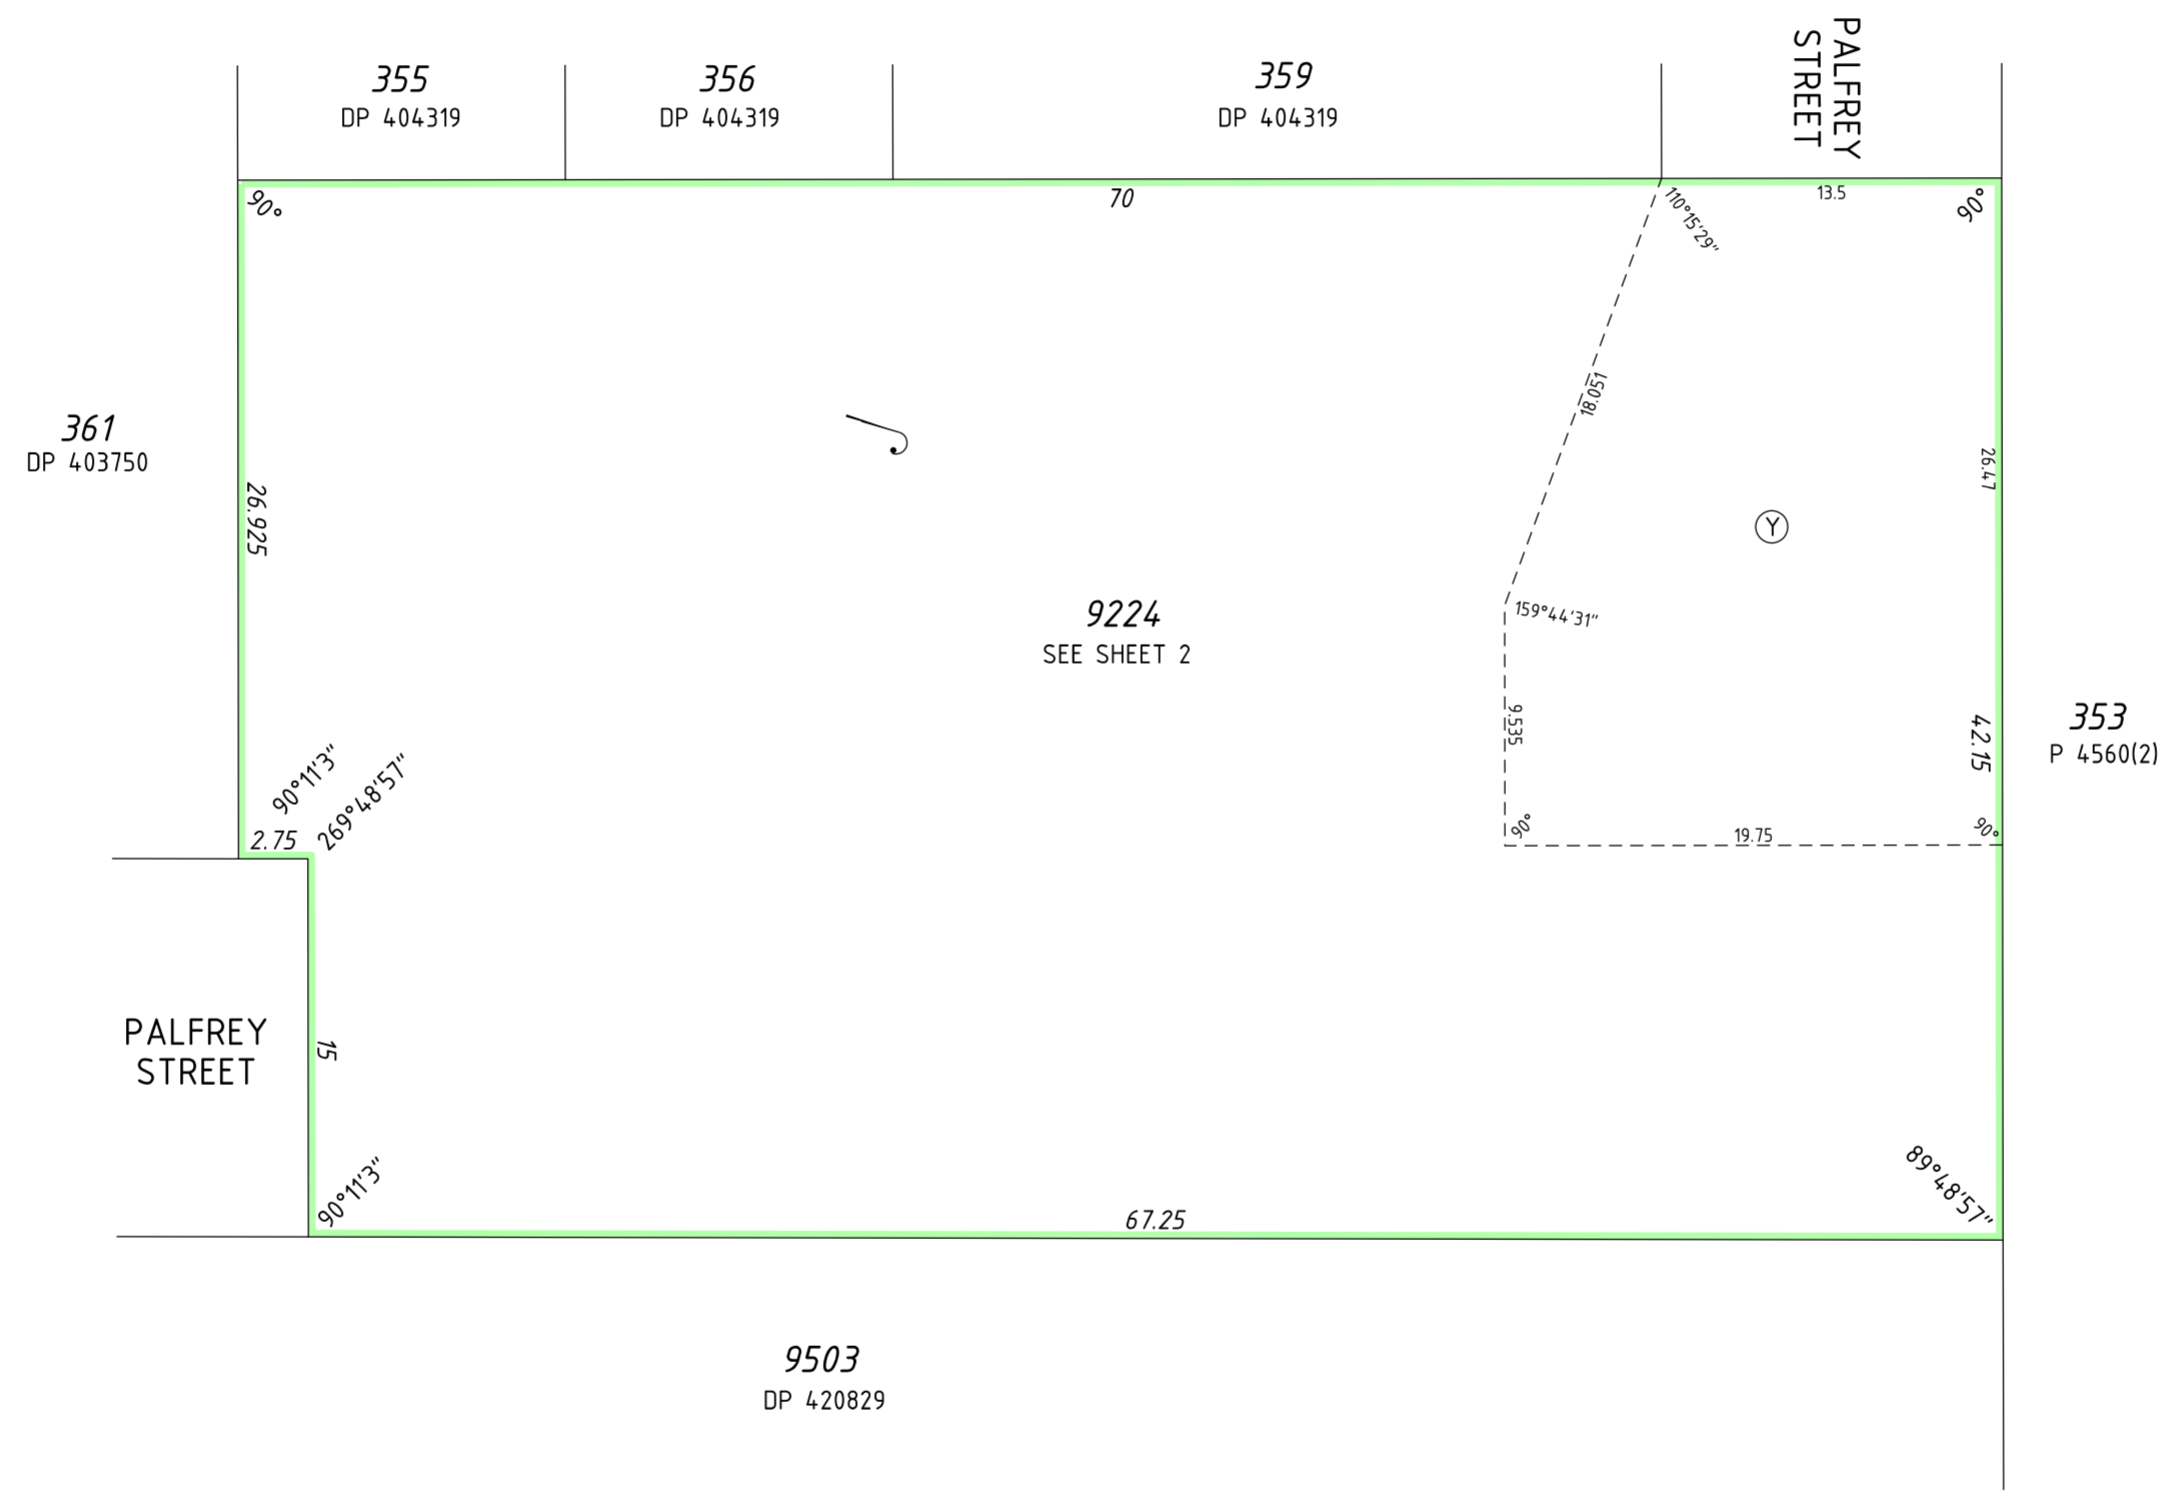 PALFREY
STREET
355
DP 404319
356
DP 404319
359
DP 404319
90°
70
110°15'29"
13.5
90°
361
DP 403750
26.925
18.051
26.47
Y
9224
SEE SHEET 2
159°44'31"
9.535
42.15
353
P 4560(2)
90°11'3"
269°48'57"
2.75
90°
19.75
90°
PALFREY
STREET
15
90°11'3"
67.25
89°48'57"
9503
DP 420829